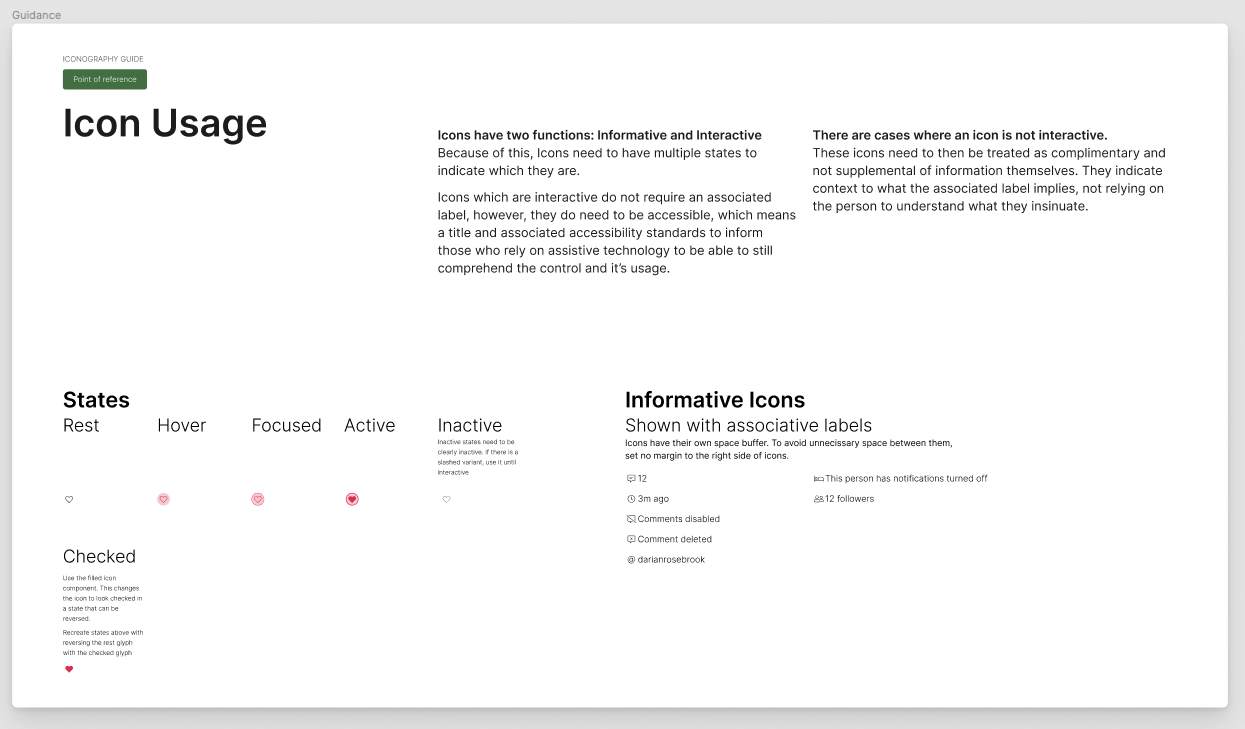 Guidance
ICONOGRAPHY GUIDE
Point of reference
Icon Usage
Icons have two functions: Informative and Interactive
Because of this, Icons need to have multiple states to
indicate which they are.
Icons which are interactive do not require an associated
label, however, they do need to be accessible, which means
a title and associated accessibility standards to inform
those who rely on assistive technology to be able to still
comprehend the control and it’s usage.
There are cases where an icon is not interactive.
These icons need to then be treated as complimentary and
not supplemental of information themselves. They indicate
context to what the associated label implies, not relying on
the person to understand what they insinuate.
States
Rest
Hover
Focused
Active
Inactive
Inactive states need to be
clearly inactive. If there is a
slashed variant, use it until
interactive
Checked
Use the filled icon
component. This changes
the icon to look checked in
a state that can be
reversed.
Recreate states above with
reversing the rest glyph
with the checked glyph
Informative Icons
Shown with associative labels
Icons have their own space buffer. To avoid unnecissary space between them,
set no margin to the right side of icons.
12
3m ago
Comments disabled
Comment deleted
@ darianrosebrook
This person has notifications turned off
12 followers